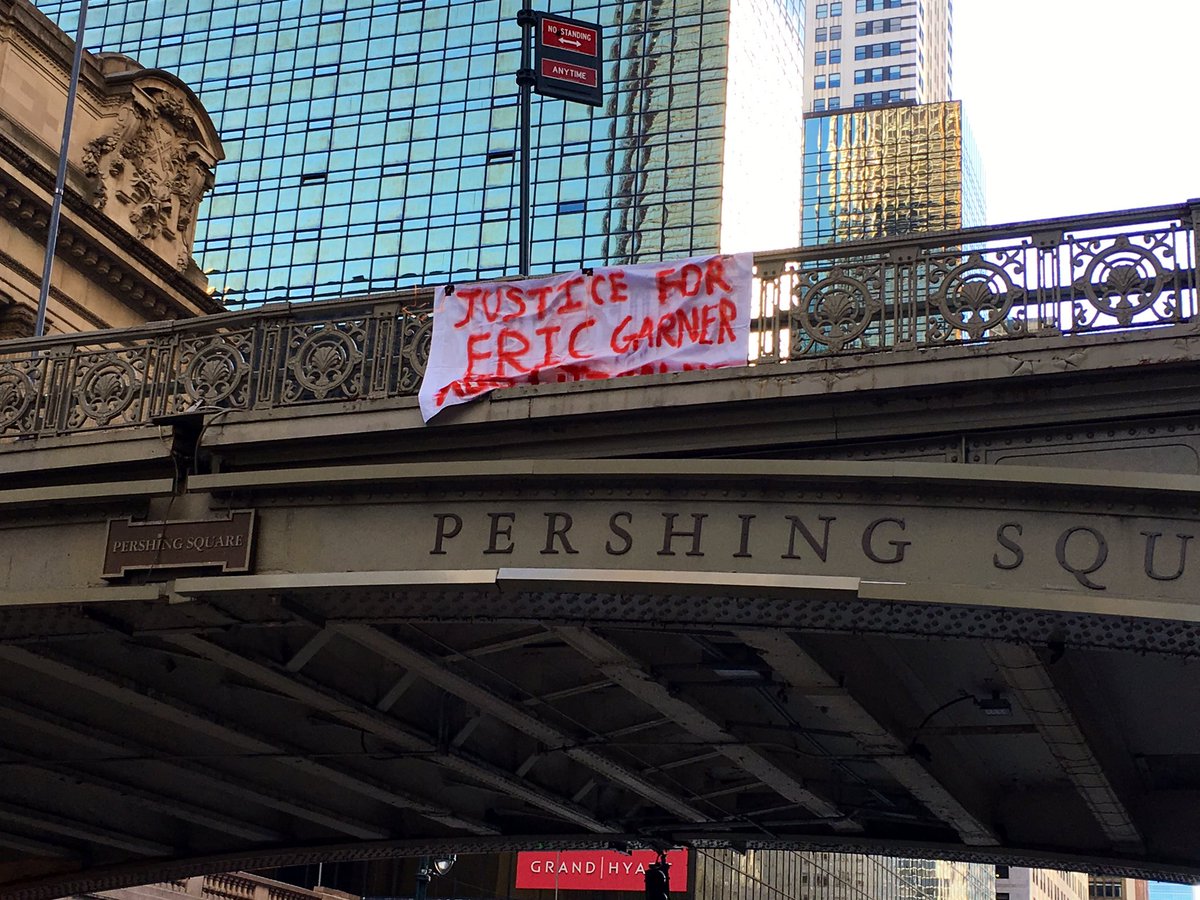 NO STANDING
ANYTIME
JUSTICE FOR
ERIC GARNER
PERSHING SQUARE
PERSHING SQU
GRAND|HYA